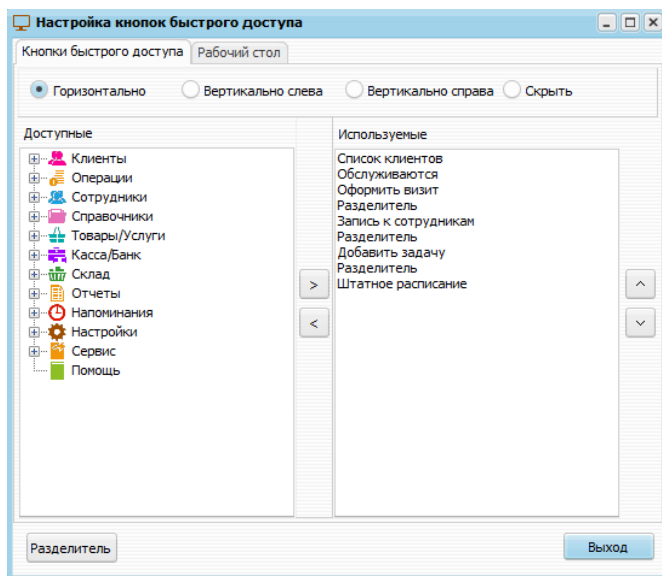 Настройка кнопок быстрого доступа
Кнопки быстрого доступа Рабочий стол
Горизонтально Вертикально слева Вертикально справа Скрыть
Доступные
Клиенты
Операции
Сотрудники
Справочники
Товары/Услуги
Касса/Банк
Склад
Отчеты
Напоминания
Настройки
Сервис
Помощь
>
<
Используемые
Список клиентов
Обслуживаются
Оформить визит
Разделитель
Запись к сотрудникам
Разделитель
Добавить задачу
Разделитель
Штатное расписание
Разделитель Выход